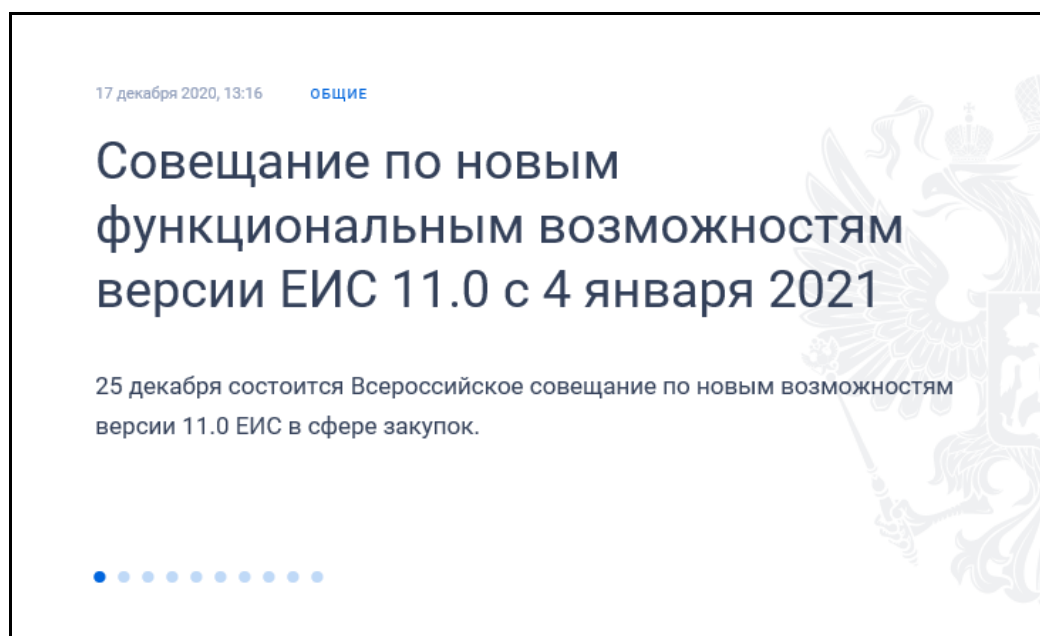 17 декабря 2020, 13:16 ОБЩИЕ
Совещание по новым
функциональным возможностям
версии ЕИС 11.0 с 4 января 2021
25 декабря состоится Всероссийское совещание по новым возможностям
версии 11.0 ЕИС в сфере закупок.